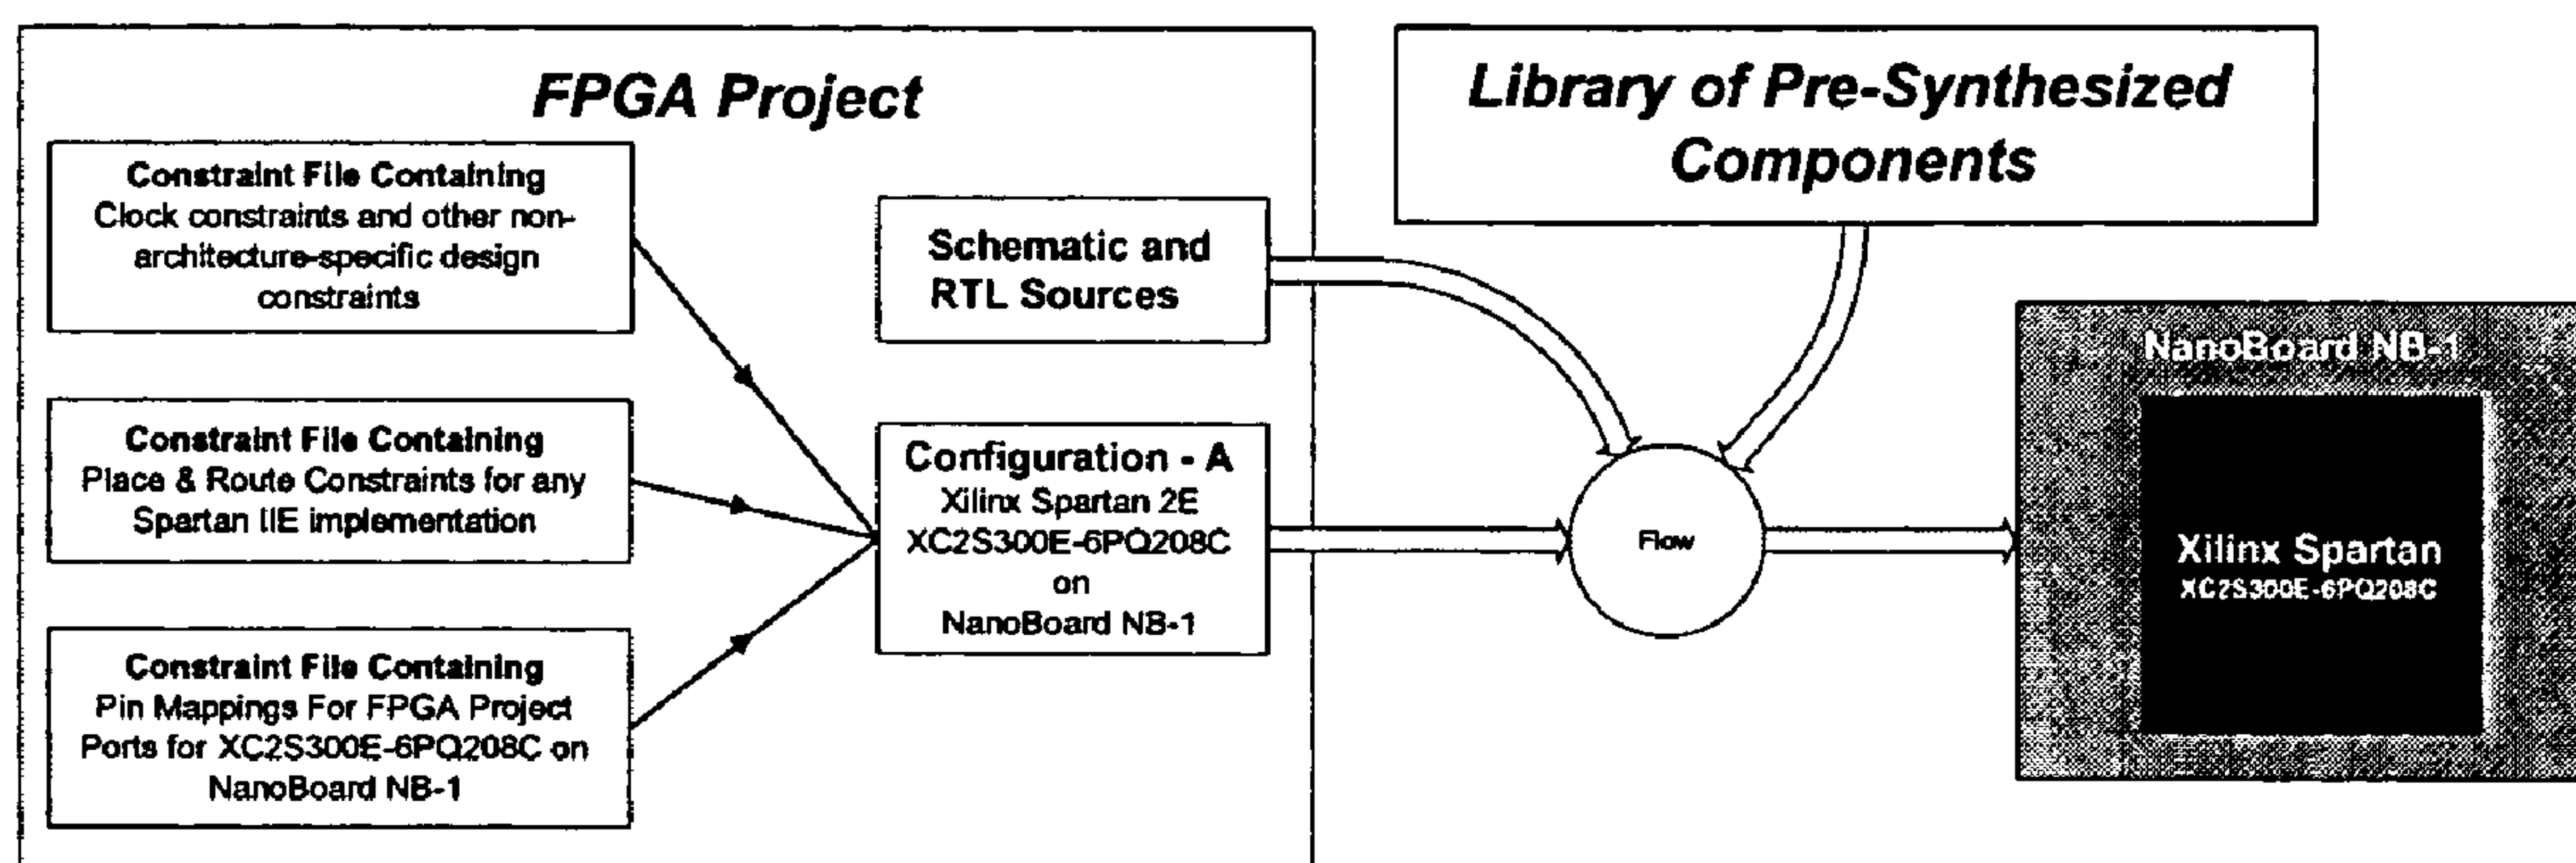 FPGA Project
Constraint File Containing
Clock constraints and other non-
architecture-specific design
constraints
Constraint File Containing
Place & Route Constraints for any
Spartan IIE implementation
Constraint File Containing
Pin Mappings For FPGA Project
Ports for XC2S300E-6PQ208C on
NanoBoard NB-1
Schematic and
RTL Sources
Configuration - A
Xilinx Spartan 2E
XC2S300E-6PQ208C
on
NanoBoard NB-1
Library of Pre-Synthesized
Components
Flow
NanoBoard NB-1
Xilinx Spartan
XC2S300E-6PQ208C